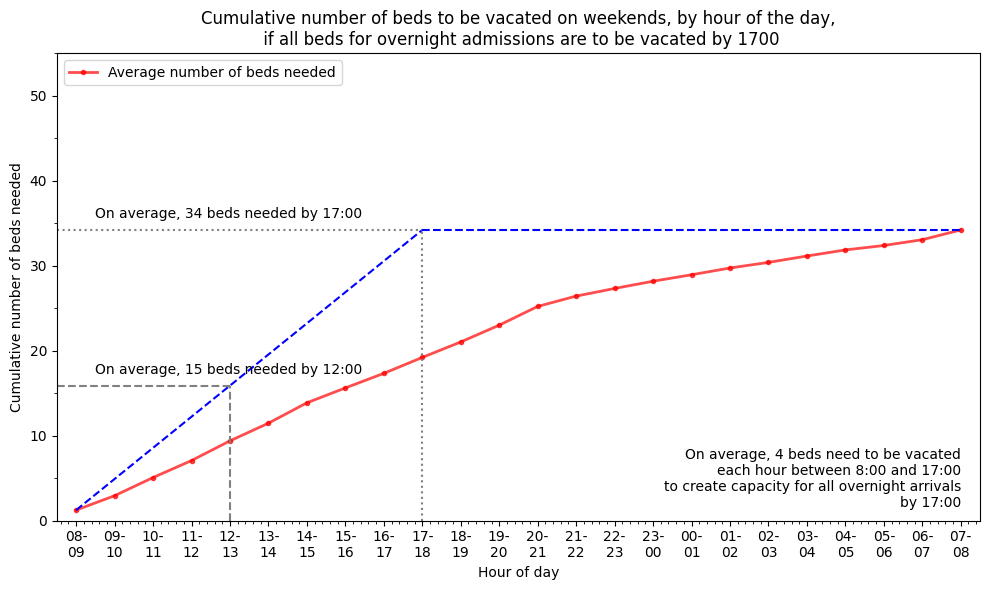 Cumulative number of beds to be vacated on weekends, by hour of the day,
if all beds for overnight admissions are to be vacated by 1700
Average number of beds needed
Cumulative number of beds needed
50
40
30
20
10
0
On average, 34 beds needed by 17:00
On average, 15 beds needed by 12:00
On average, 4 beds need to be vacated
each hour between 8:00 and 17:00
to create capacity for all overnight arrivals
by 17:00
08- 09- 10- 11- 12- 13- 14- 15- 16- 17- 18- 19- 20- 21- 22- 23- 00- 01- 02- 03- 04- 05- 06- 07-
09 10 11 12 13 14 15 16 17 18 19 20 21 22 23 00 01 02 03 04 05 06 07 08
Hour of day